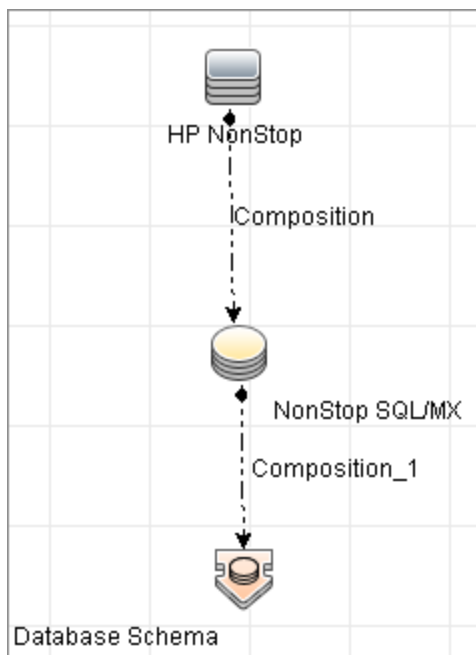 HP NonStop
Composition
NonStop SQL/MX
Composition_1
Database Schema